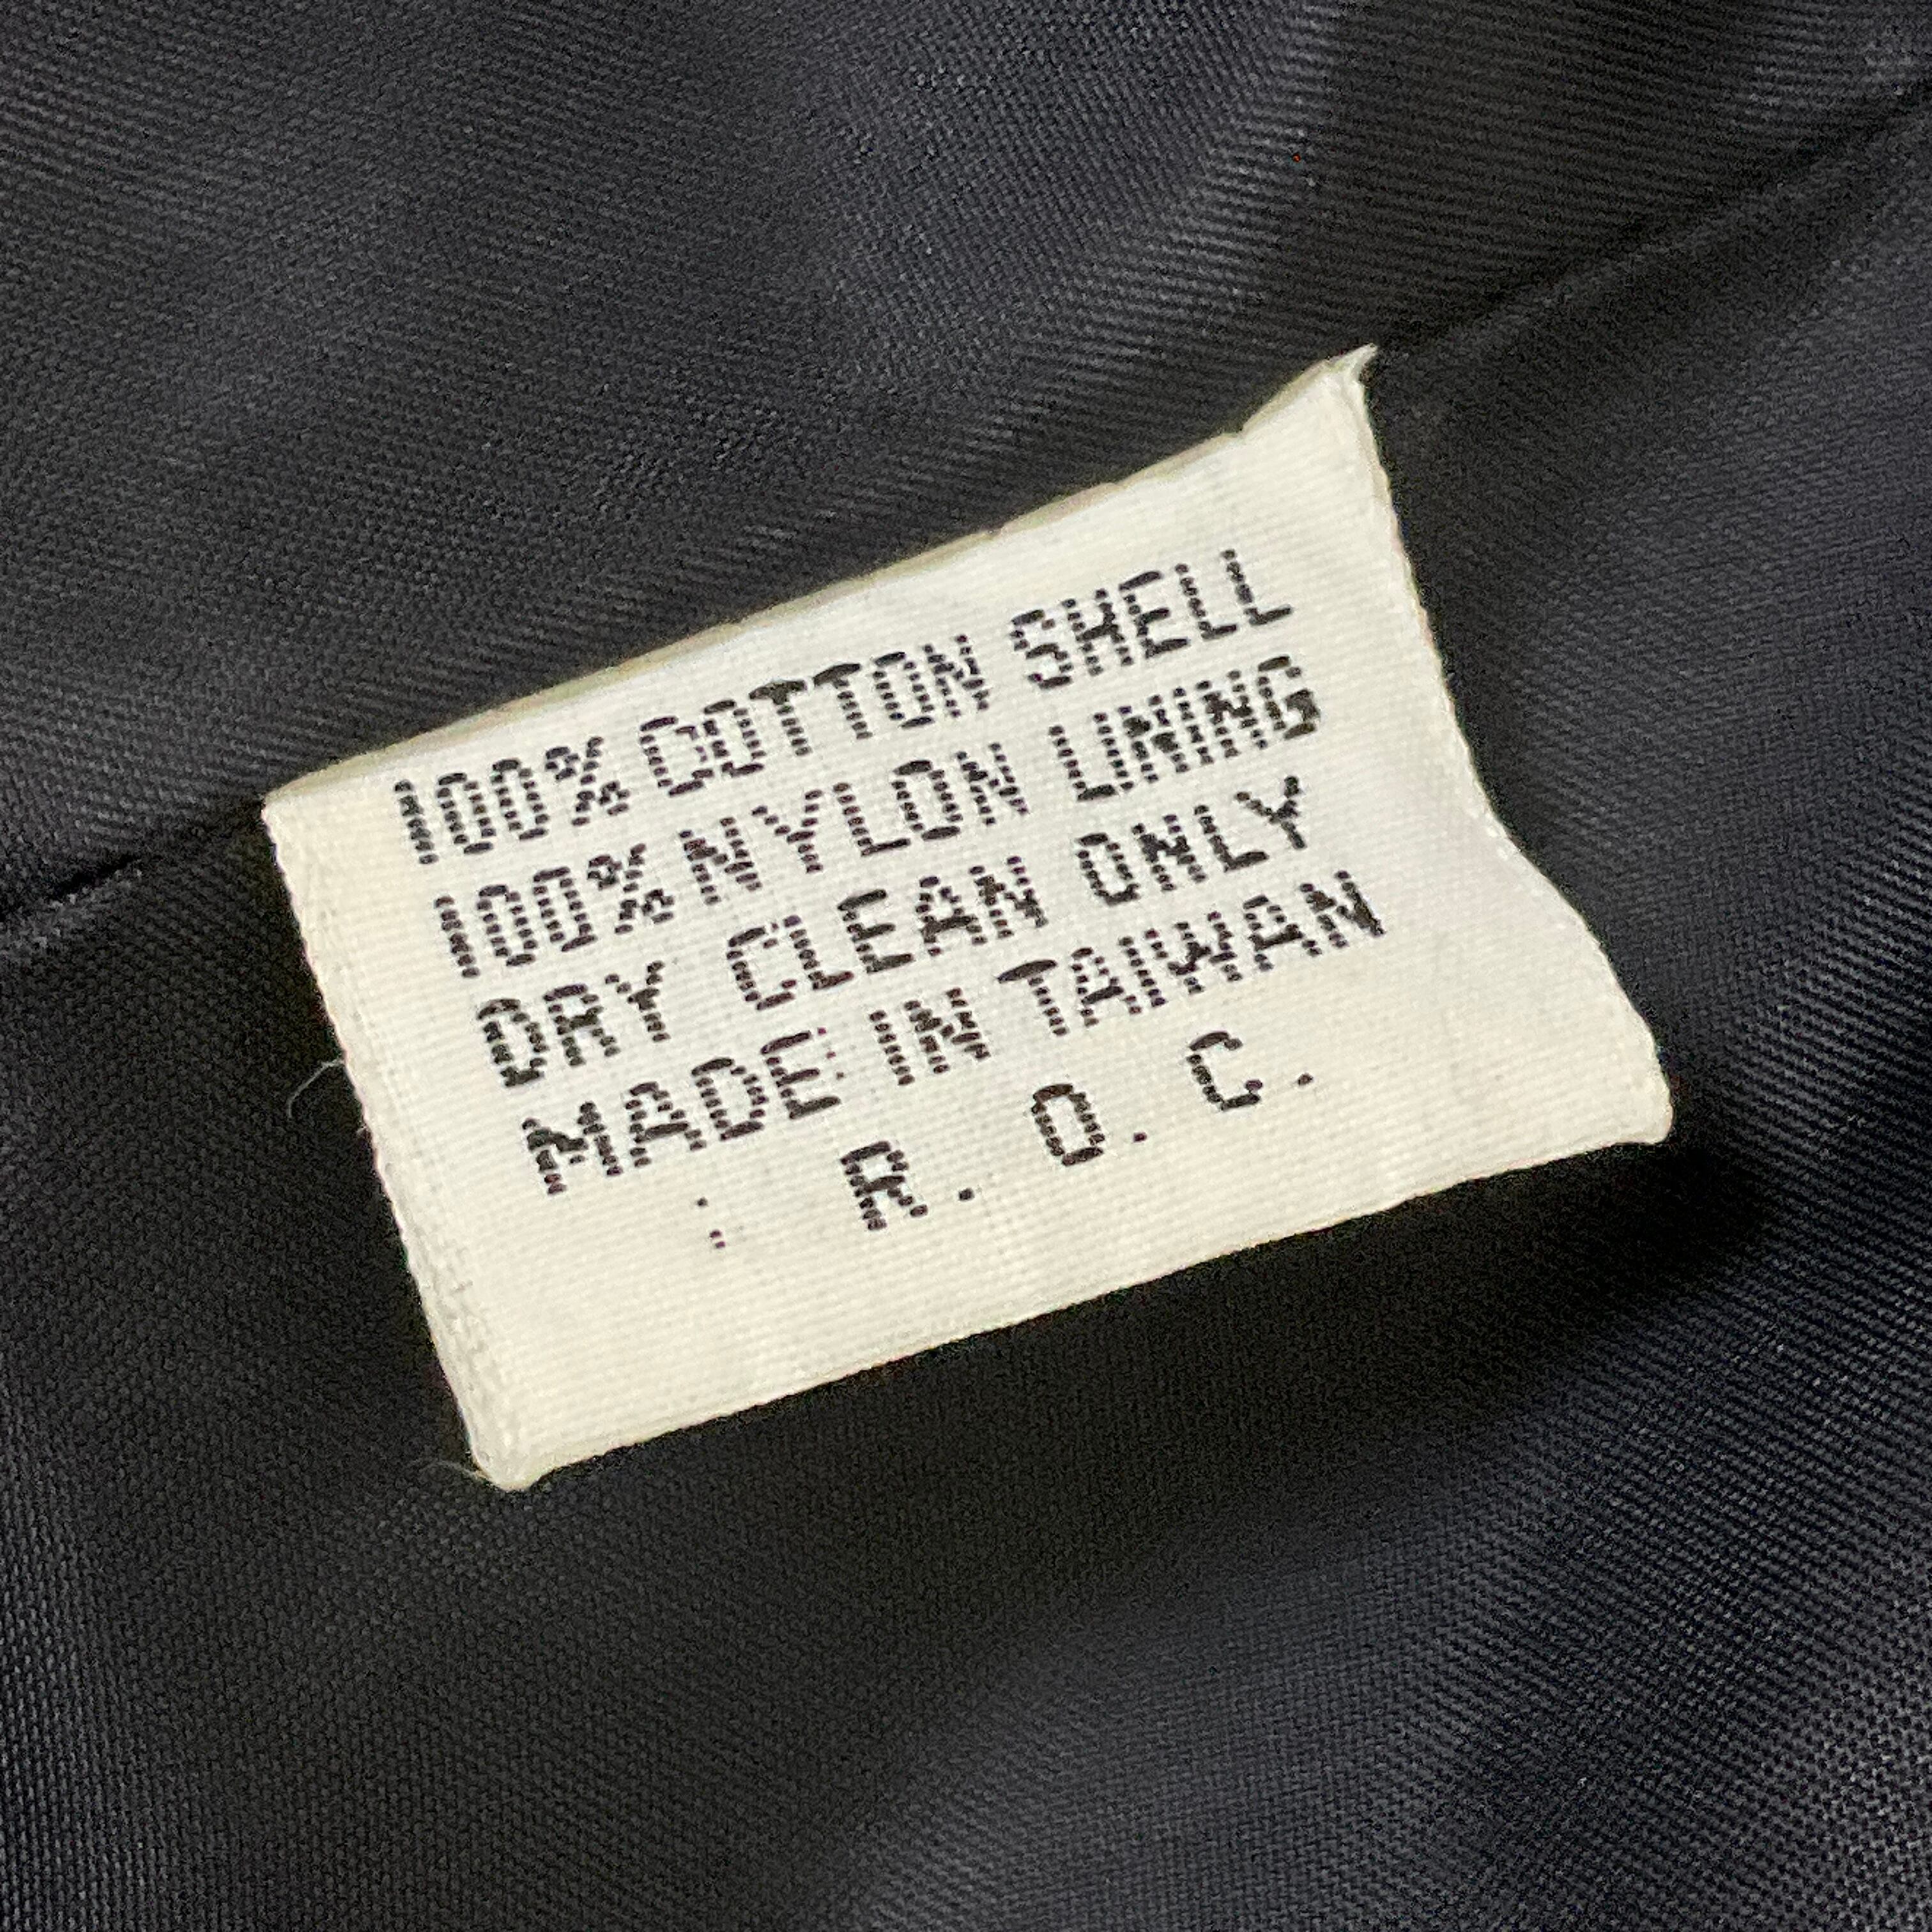 100% COTTON SHELL
100% NYLON LINING
DRY CLEAN ONLY
MADE IN TAIWAN
: R. O. C.